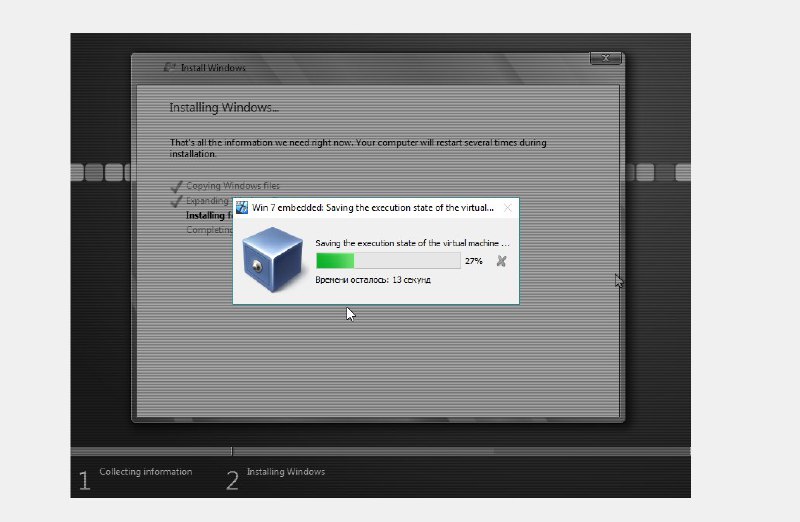 Install Windows
Installing Windows...
That's all the information we need right now. Your computer will restart several times during
installation.
Copying Windows files
Expanding
Installing
Completing
Win 7 embedded: Saving the execution state of the virtual...
Saving the execution state of the virtual machine ...
27%
Времени осталось: 13 секунд
1 Collecting information
2 Installing Windows